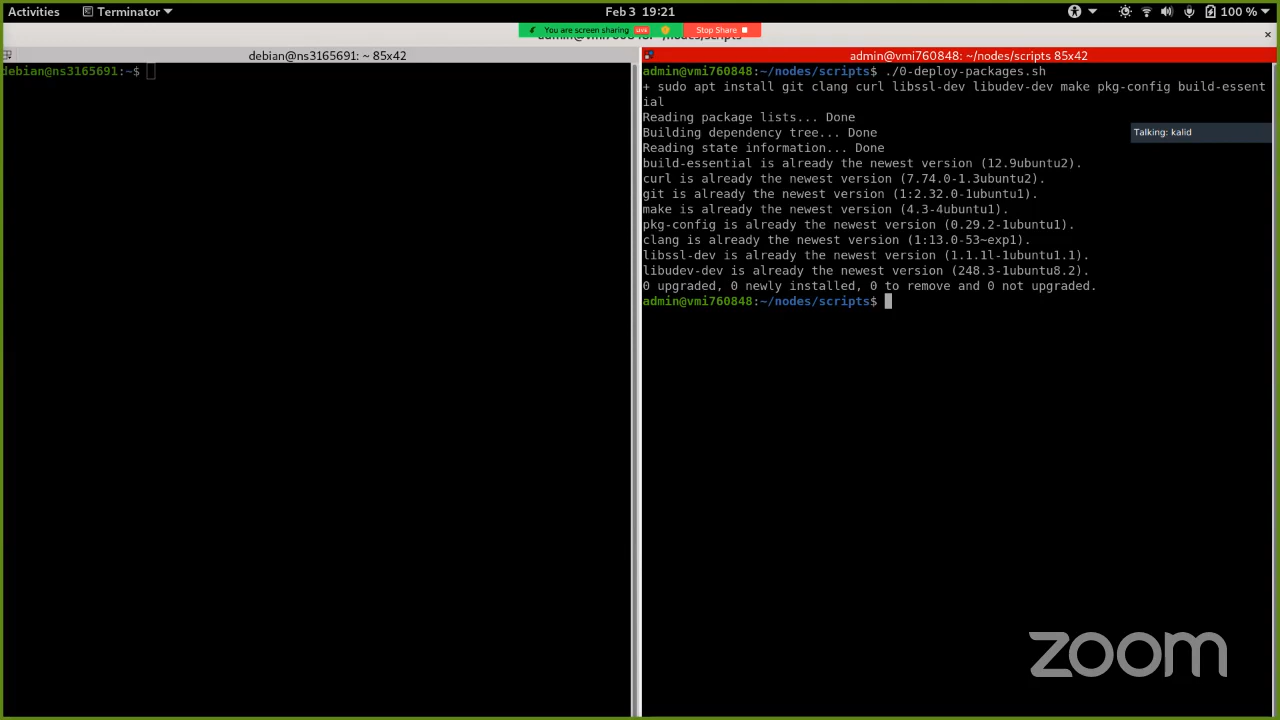 Activities Terminator Feb 3 19:21 100 %
You are screen sharing LIVE Stop Share
admin@vmi760848: ~/nodes/scripts
debian@ns3165691: ~ 85x42
admin@vmi760848: ~/nodes/scripts 85x42
debian@ns3165691:~$
admin@vmi760848:~/nodes/scripts$ ./0-deploy-packages.sh
+ sudo apt install git clang curl libssl-dev libudev-dev make pkg-config build-essent
ial
Reading package lists... Done
Building dependency tree... Done
Reading state information... Done
build-essential is already the newest version (12.9ubuntu2).
curl is already the newest version (7.74.0-1.3ubuntu2).
git is already the newest version (1:2.32.0-1ubuntu1).
make is already the newest version (4.3-4ubuntu1).
pkg-config is already the newest version (0.29.2-1ubuntu1).
clang is already the newest version (1:13.0-53~exp1).
libssl-dev is already the newest version (1.1.1l-1ubuntu1.1).
libudev-dev is already the newest version (248.3-1ubuntu8.2).
0 upgraded, 0 newly installed, 0 to remove and 0 not upgraded.
admin@vmi760848:~/nodes/scripts$
Talking: kalid
zoom